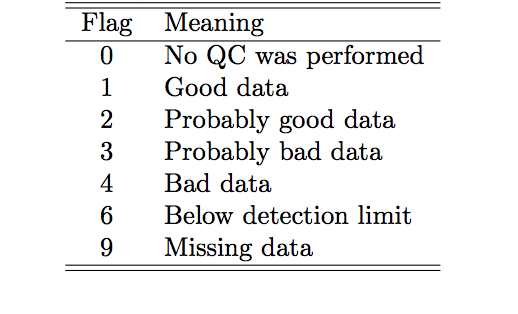 Flag Meaning
0 No QC was performed
1 Good data
2 Probably good data
3 Probably bad data
4 Bad data
6 Below detection limit
9 Missing data